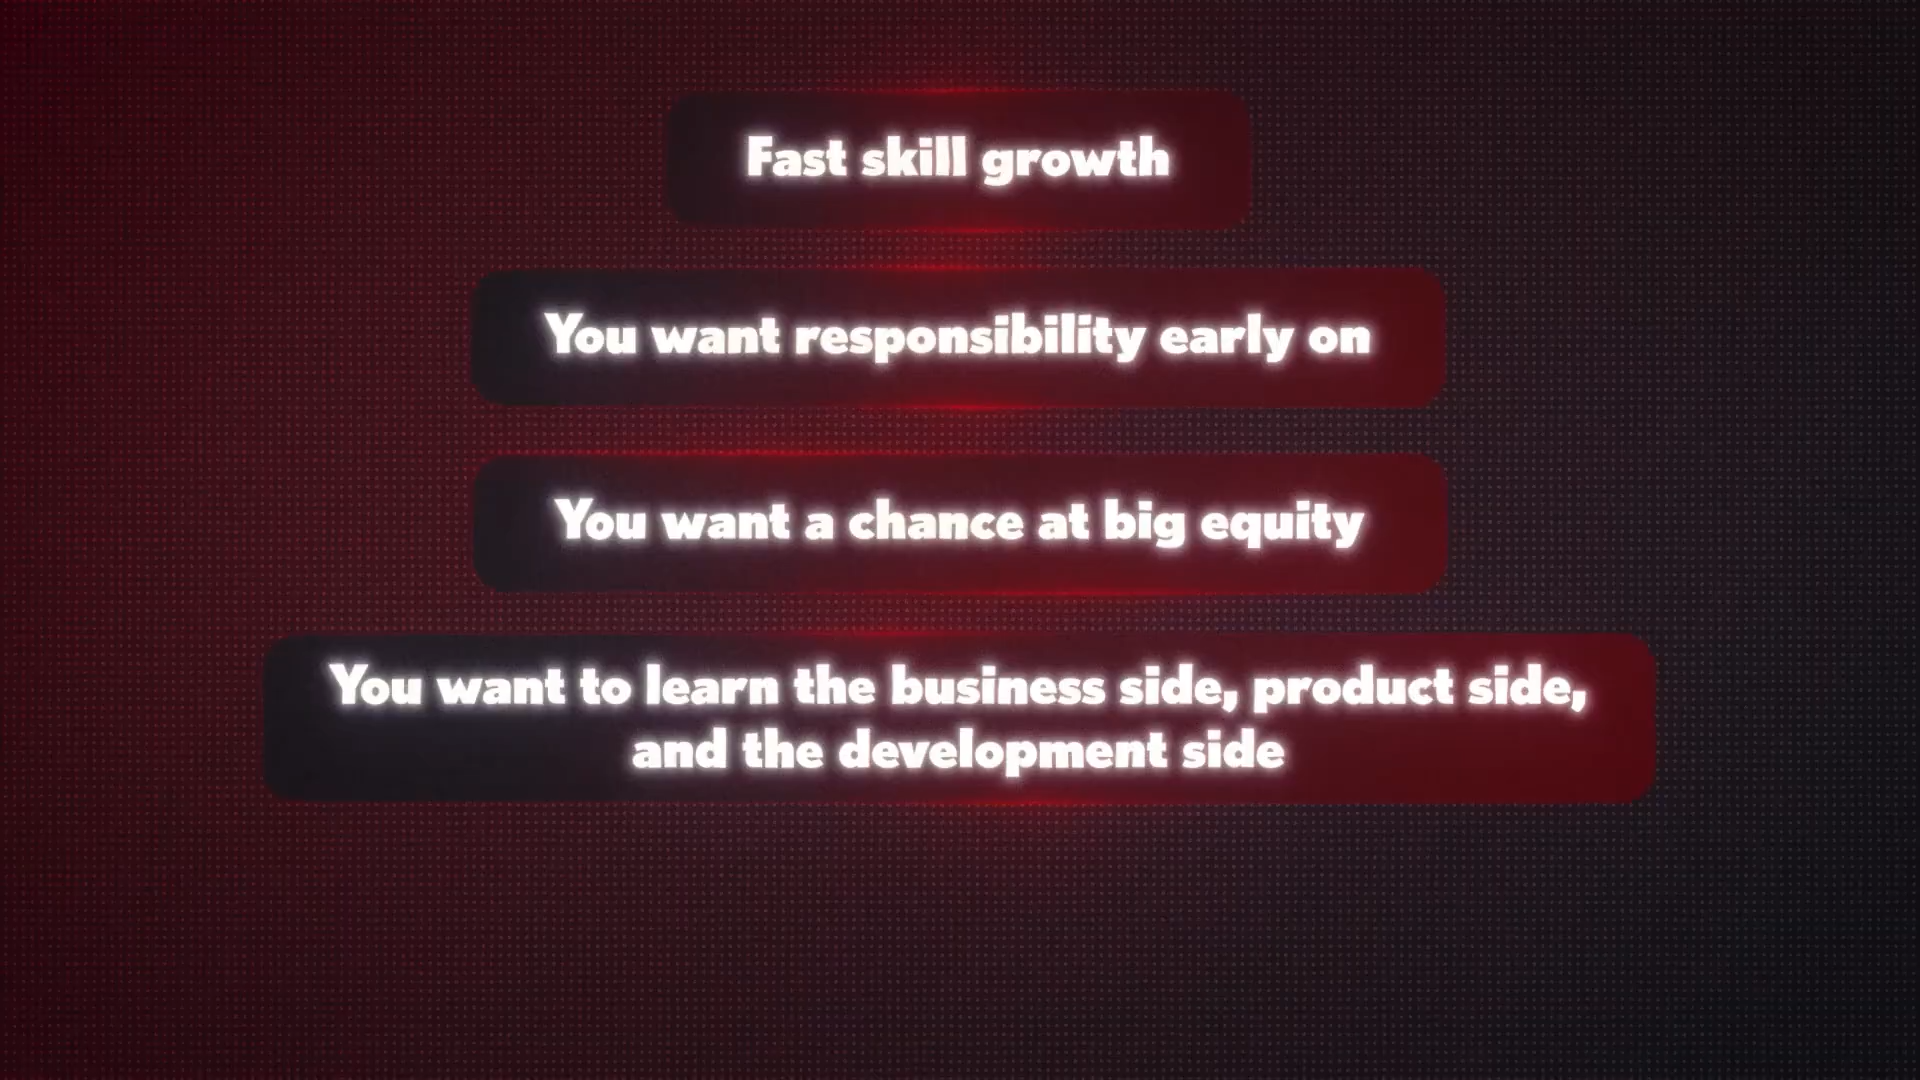 Fast skill growth
You want responsibility early on
You want a chance at big equity
You want to learn the business side, product side,
and the development side